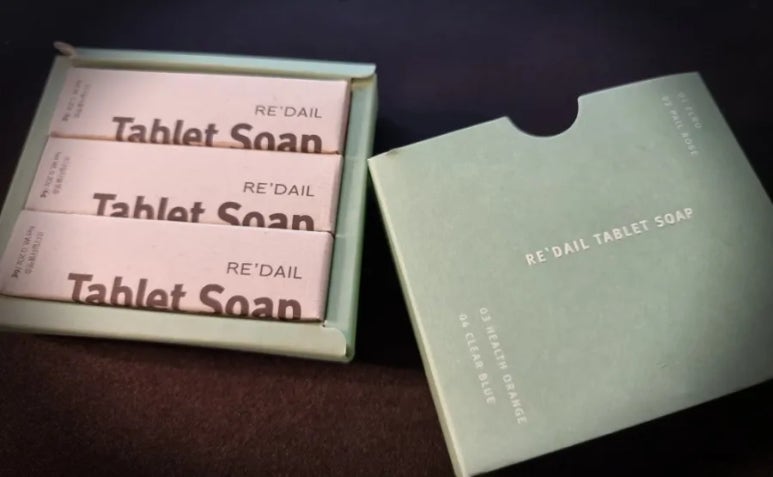 RE'DAIL
Tablet Soap
RE'DAIL
Tablet Soap
RE'DAIL
Tablet Soap
RE'DAIL TABLET SOAP
03 HEALTH ORANGE
04 CLEAR BLUE